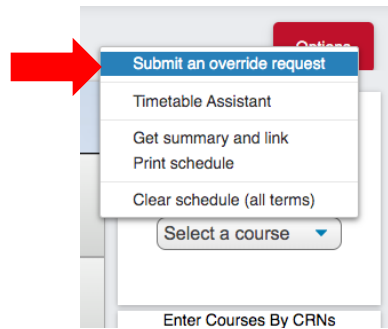 Options
Submit an override request
Timetable Assistant
Get summary and link
Print schedule
Clear schedule (all terms)
Select a course
Enter Courses By CRNs